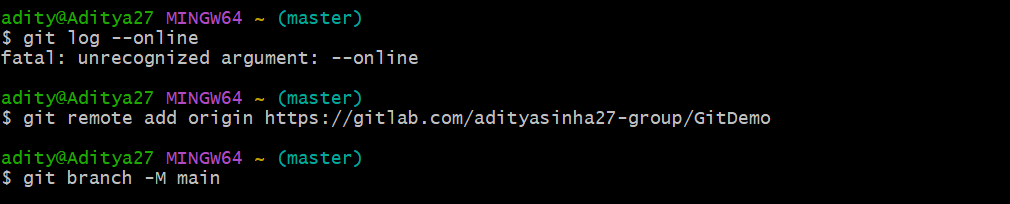 adity@Aditya27 MINGW64 ~ (master)
$ git log --online
fatal: unrecognized argument: --online
adity@Aditya27 MINGW64 ~ (master)
$ git remote add origin https://gitlab.com/adityasinha27-group/GitDemo
adity@Aditya27 MINGW64 ~ (master)
$ git branch -M main